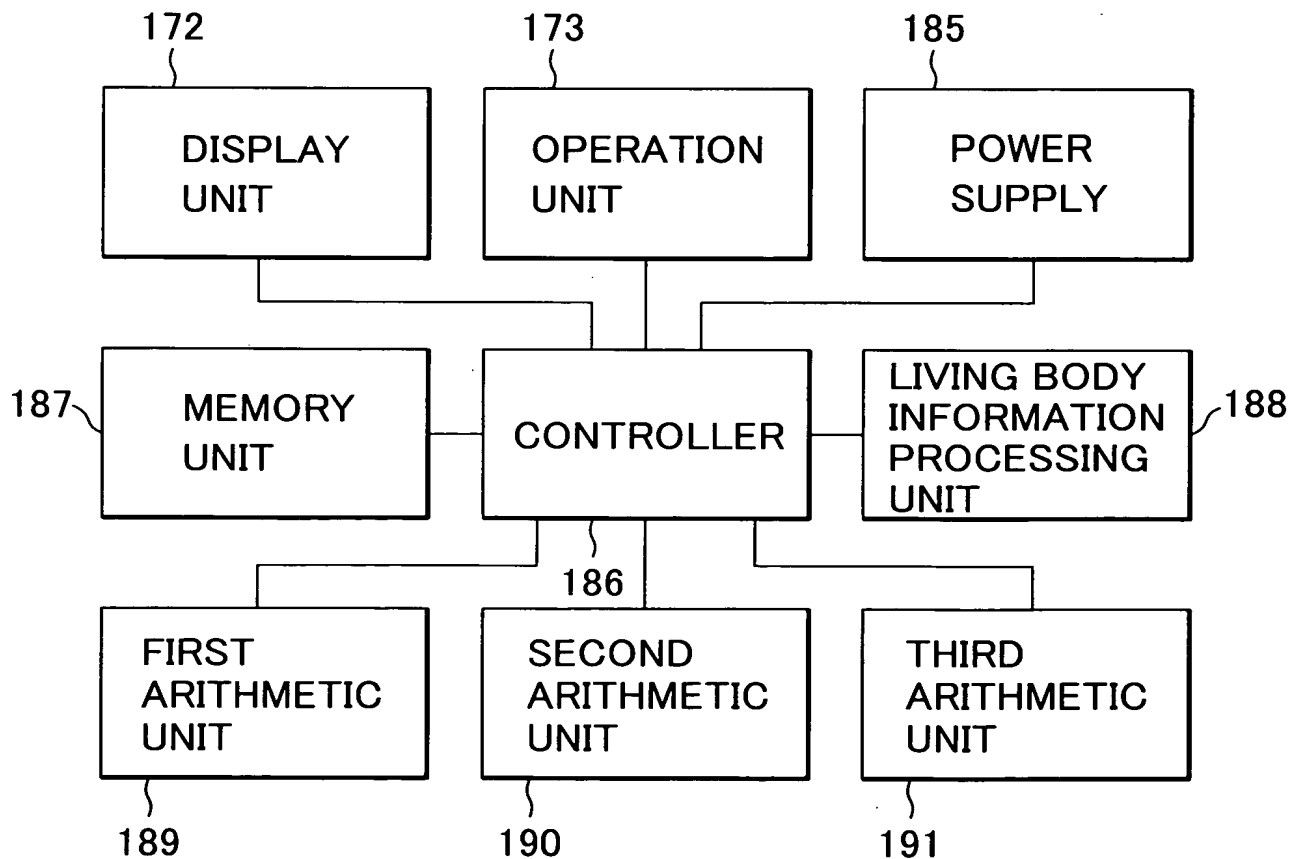 172
173
185
DISPLAY
UNIT
OPERATION
UNIT
POWER
SUPPLY
187
MEMORY
UNIT
CONTROLLER
LIVING BODY
INFORMATION
PROCESSING
UNIT
188
186
FIRST
ARITHMETIC
UNIT
SECOND
ARITHMETIC
UNIT
THIRD
ARITHMETIC
UNIT
189
190
191